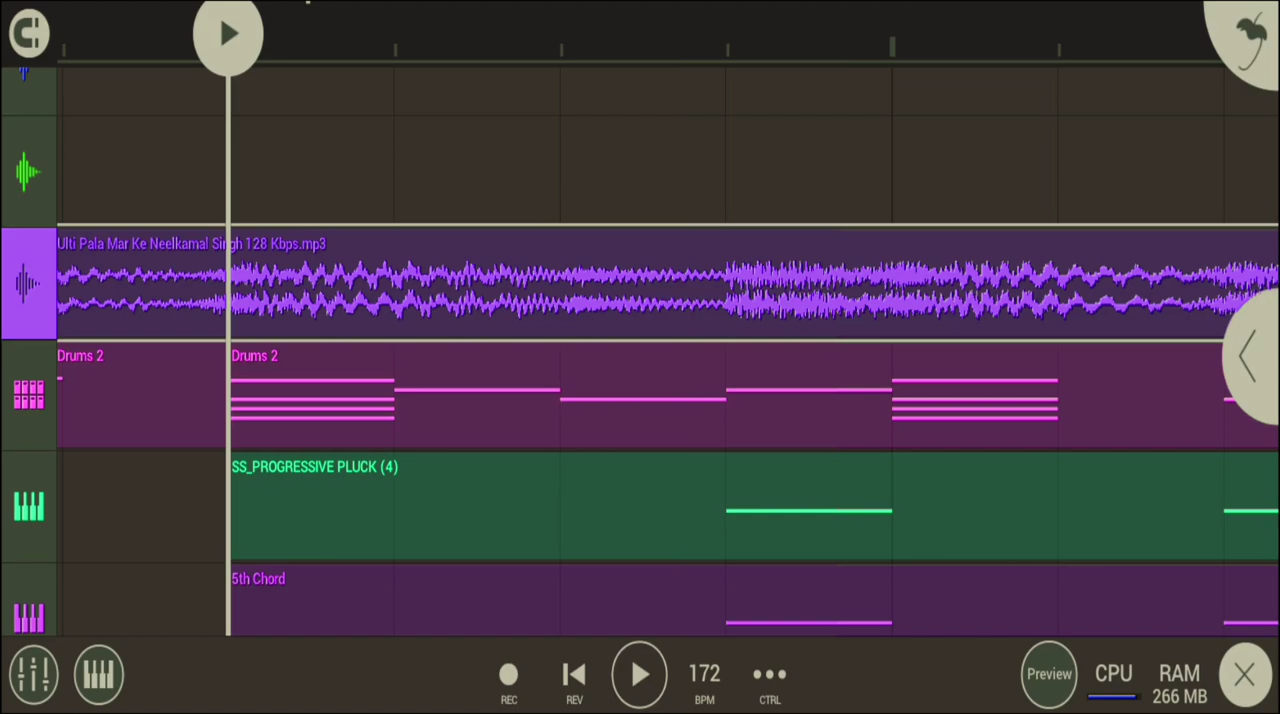 Ulti Pala Mar Ke Neelkamal Singh 128 Kbps.mp3
Drums 2
Drums 2
SS_PROGRESSIVE PLUCK (4)
5th Chord
REC
REV
172
BPM
CTRL
Preview
CPU
RAM
266 MB